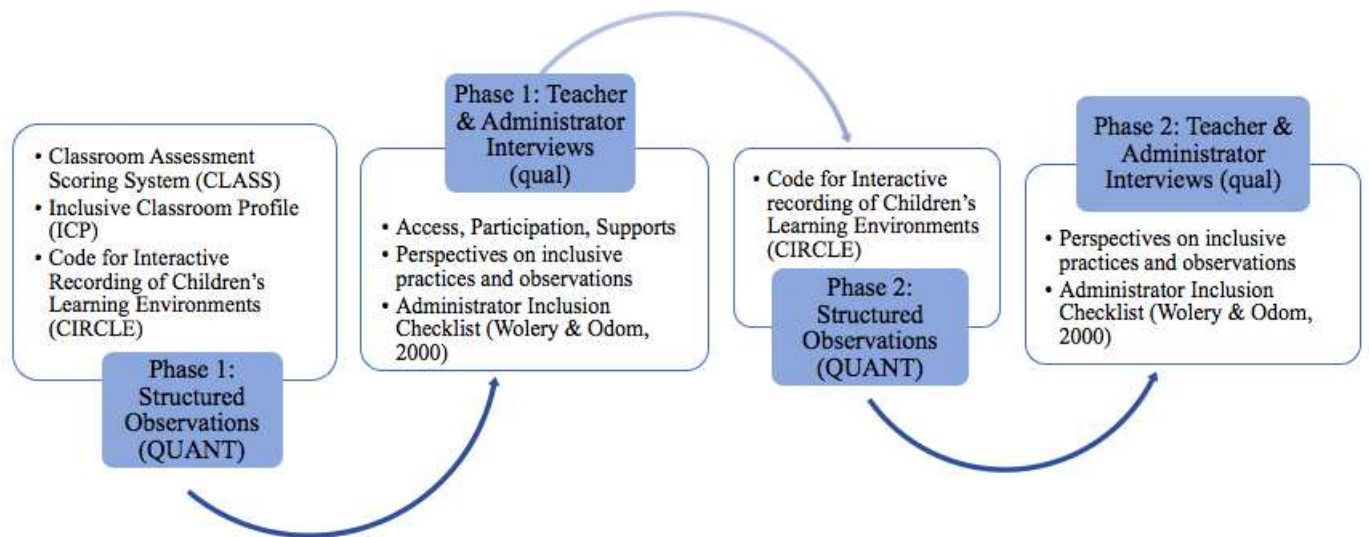 • Classroom Assessment
Scoring System (CLASS)
• Inclusive Classroom Profile
(ICP)
• Code for Interactive
Recording of Children's
Learning Environments
(CIRCLE)
Phase 1:
Structured
Observations
(QUANT)
Phase 1: Teacher
& Administrator
Interviews
(qual)
• Access, Participation, Supports
• Perspectives on inclusive
practices and observations
• Administrator Inclusion
Checklist (Wolery & Odom,
2000)
• Code for Interactive
recording of Children's
Learning Environments
(CIRCLE)
Phase 2:
Structured
Observations
(QUANT)
Phase 2: Teacher &
Administrator
Interviews (qual)
• Perspectives on inclusive
practices and observations
• Administrator Inclusion
Checklist (Wolery & Odom,
2000)